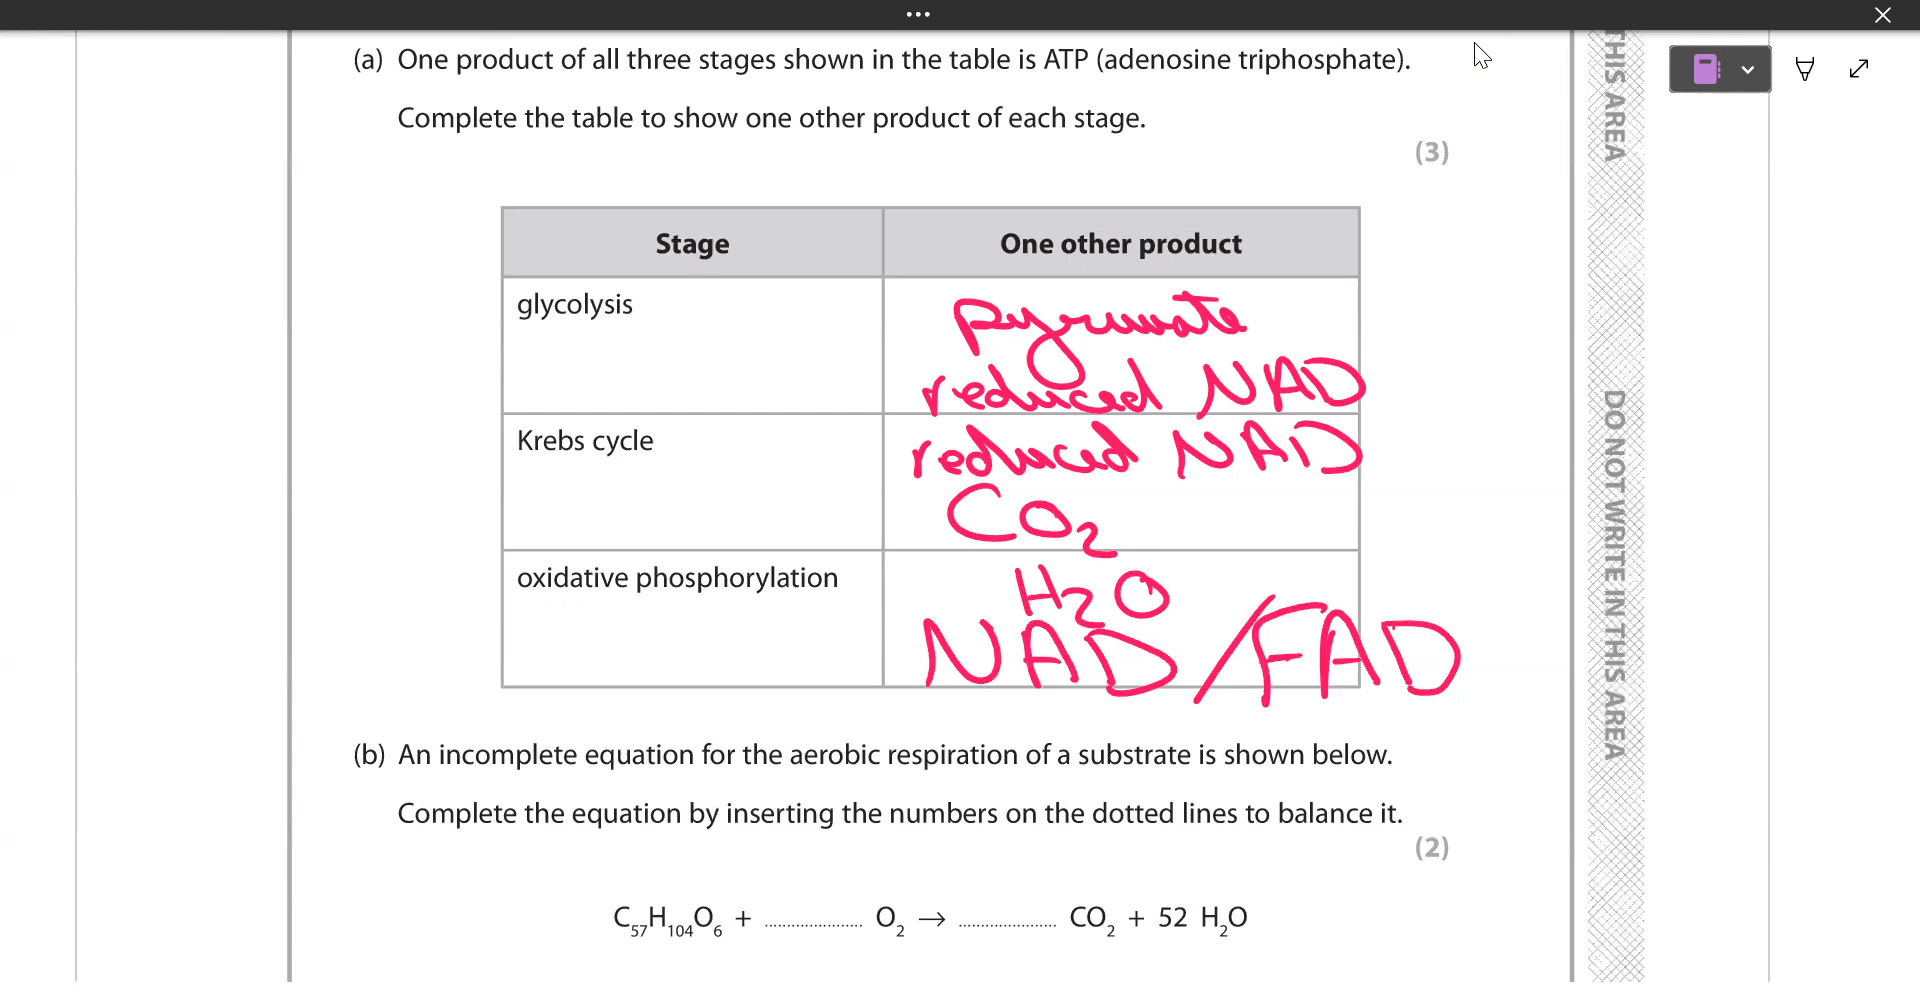 (a) One product of all three stages shown in the table is ATP (adenosine triphosphate).
Complete the table to show one other product of each stage.
(3)
Stage One other product
glycolysis pyruvate
reduced NAD
Krebs cycle reduced NAD
CO₂
oxidative phosphorylation H₂O
NAD/FAD
(b) An incomplete equation for the aerobic respiration of a substrate is shown below.
Complete the equation by inserting the numbers on the dotted lines to balance it.
(2)
C₅₇H₁₀₄O₆ + ...................... O₂ → ...................... CO₂ + 52 H₂O
THIS AREA
DO NOT WRITE IN THIS AREA